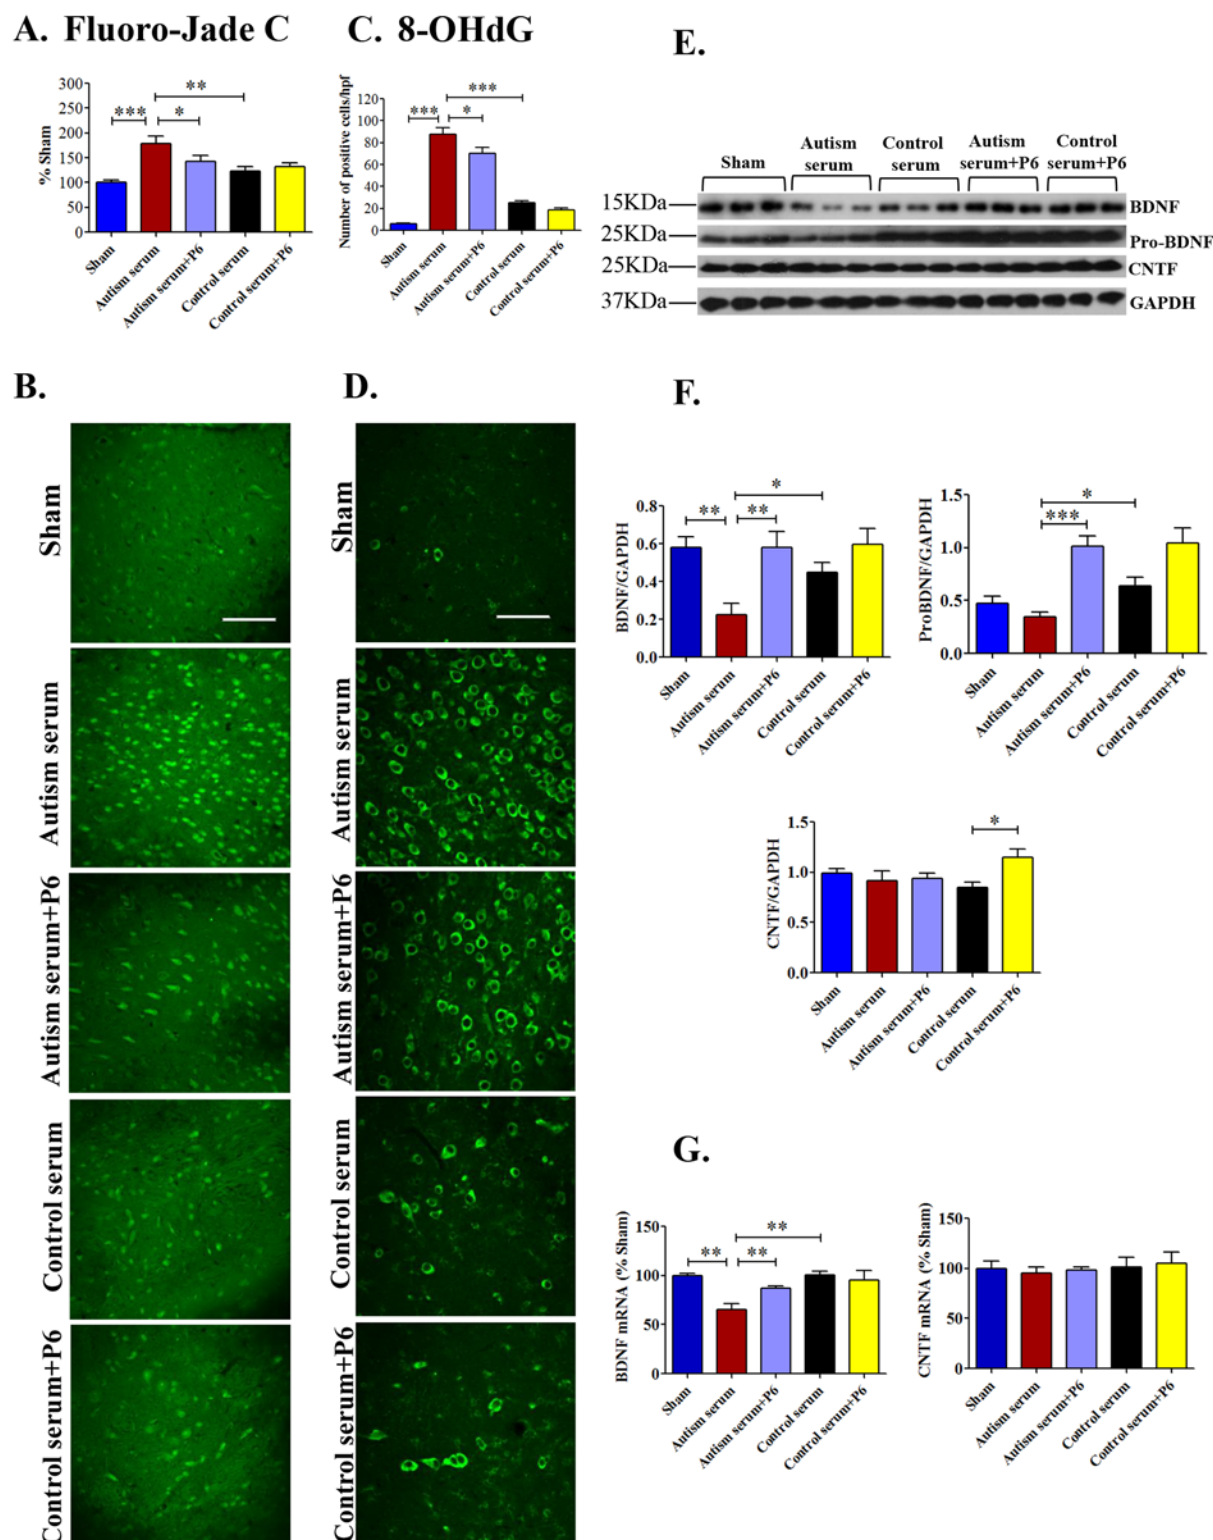 A. Fluoro-Jade C
% Sham
300
250
200
150
100
50
0
***
*
**
Sham
Autism serum
Autism serum+P6
Control serum
Control serum+P6
C. 8-OHdG
Number of positive cells/hpf
120
100
80
60
40
20
0
***
*
***
Sham
Autism serum
Autism serum+P6
Control serum
Control serum+P6
B.
Sham
Autism serum
Autism serum+P6
Control serum
Control serum+P6
D.
Sham
Autism serum
Autism serum+P6
Control serum
Control serum+P6
E.
Sham
Autism
serum
Control
serum
Autism
serum+P6
Control
serum+P6
15KDa
BDNF
25KDa
Pro-BDNF
25KDa
CNTF
37KDa
GAPDH
F.
BDNF/GAPDH
0.8
0.6
0.4
0.2
0.0
**
**
*
Sham
Autism serum
Autism serum+P6
Control serum
Control serum+P6
ProBDNF/GAPDH
1.5
1.0
0.5
0.0
***
*
Sham
Autism serum
Autism serum+P6
Control serum
Control serum+P6
CNTF/GAPDH
1.5
1.0
0.5
0.0
*
Sham
Autism serum
Autism serum+P6
Control serum
Control serum+P6
G.
BDNF mRNA (% Sham)
150
100
50
0
**
**
**
Sham
Autism serum
Autism serum+P6
Control serum
Control serum+P6
CNTF mRNA (% Sham)
150
100
50
0
Sham
Autism serum
Autism serum+P6
Control serum
Control serum+P6